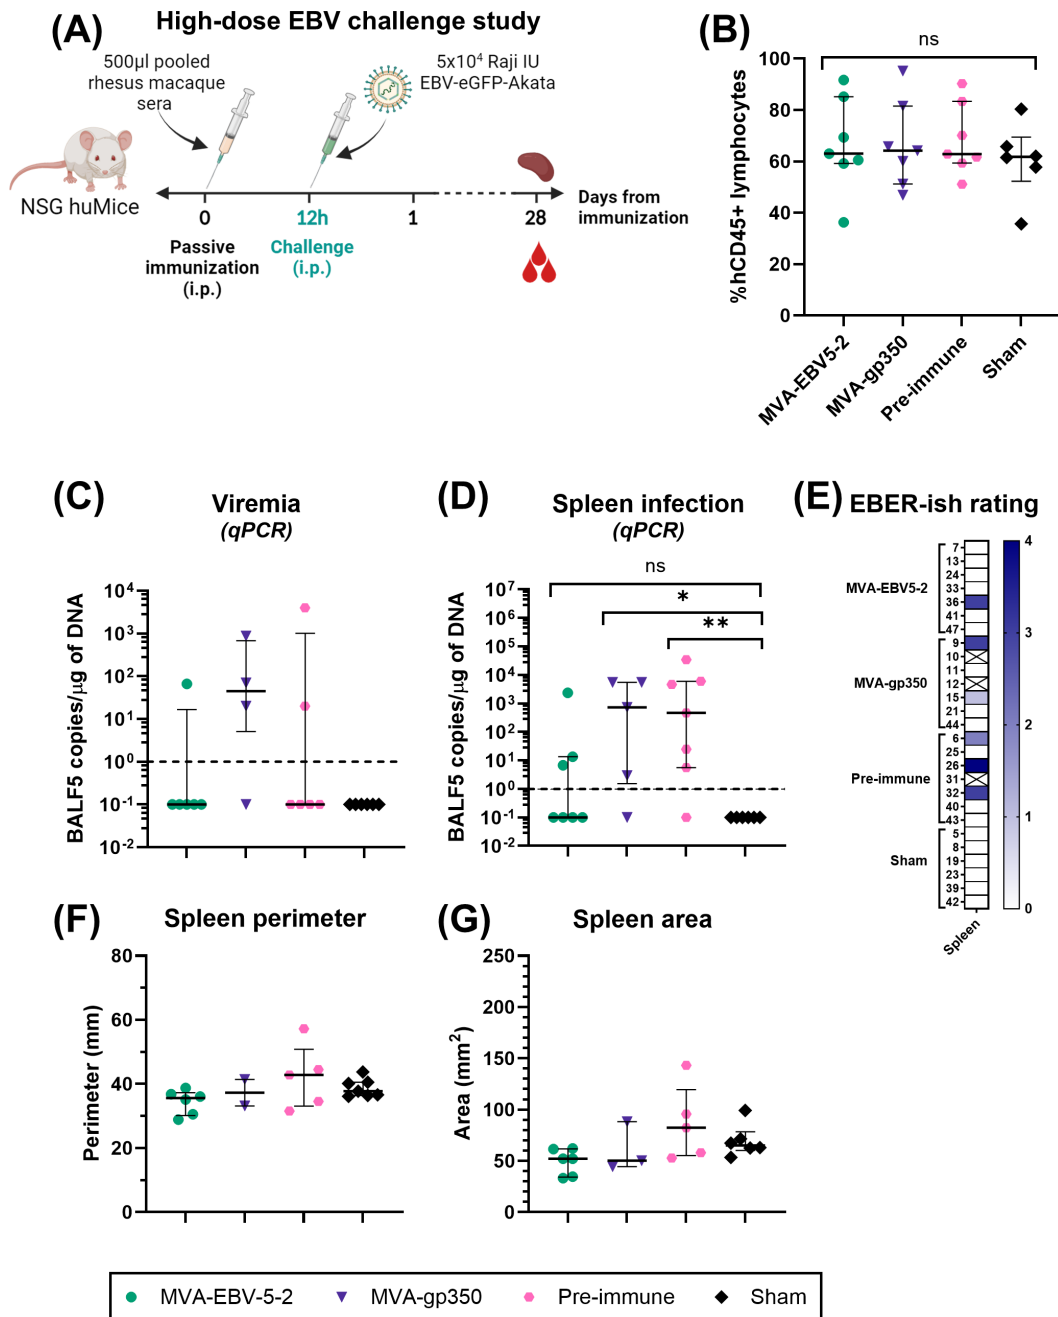 (A)
High-dose EBV challenge study
500µl pooled
rhesus macaque
sera
5x10⁴ Raji IU
EBV-eGFP-Akata
NSG huMice
0
12h
1
28
Days from
immunization
Passive
immunization
(i.p.)
Challenge
(i.p.)
(B)
ns
%hCD45+ lymphocytes
100
80
60
40
20
0
MVA-EBV5-2
MVA-gp350
Pre-immune
Sham
(C)
Viremia
(qPCR)
BALF5 copies/µg of DNA
10⁴
10³
10²
10¹
10⁰
10⁻¹
10⁻²
(D)
Spleen infection
(qPCR)
ns
*
**
BALF5 copies/µg of DNA
10⁷
10⁶
10⁵
10⁴
10³
10²
10¹
10⁰
10⁻¹
10⁻²
(E)
EBER-ish rating
MVA-EBV5-2
7
13
24
33
36
41
47
MVA-gp350
9
10
11
12
15
21
44
Pre-immune
6
25
26
31
32
40
43
Sham
5
8
19
23
39
42
Spleen
4
3
2
1
0
(F)
Spleen perimeter
Perimeter (mm)
80
60
40
20
0
(G)
Spleen area
Area (mm²)
250
200
150
100
50
0
MVA-EBV-5-2
MVA-gp350
Pre-immune
Sham